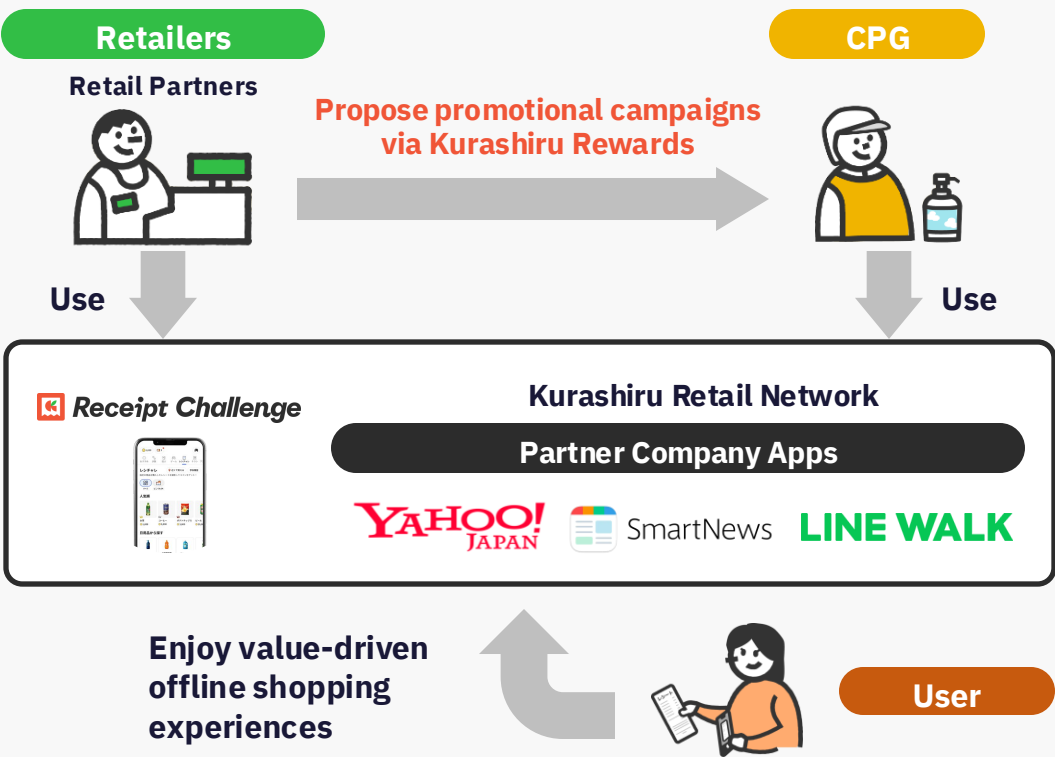 Retailers
CPG
Retail Partners
Propose promotional campaigns
via Kurashiru Rewards
Use
Use
Receipt Challenge
Kurashiru Retail Network
Partner Company Apps
YAHOO!
JAPAN
SmartNews
LINE WALK
Enjoy value-driven
offline shopping
experiences
User